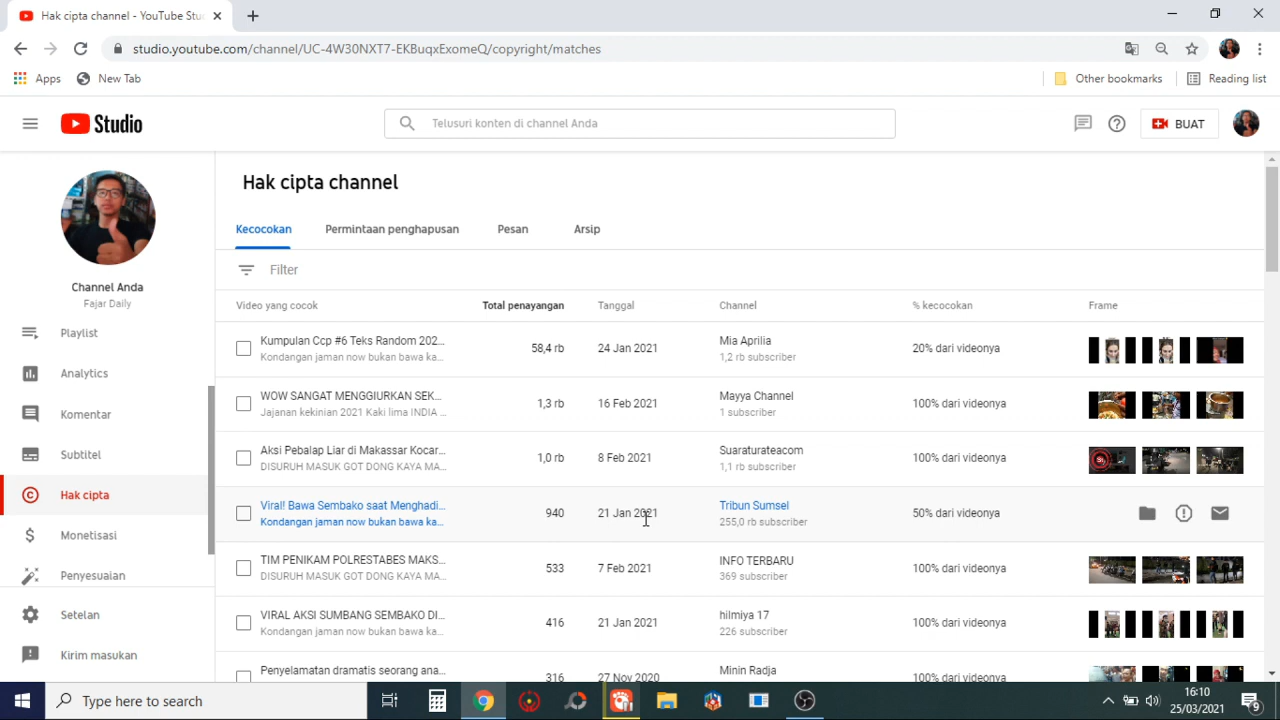 Hak cipta channel - YouTube Stu
studio.youtube.com/channel/UC-4W30NXT7-EKBuqxExomeQ/copyright/matches
Apps
New Tab
Other bookmarks
Reading list
Studio
Telusuri konten di channel Anda
BUAT
Channel Anda
Fajar Daily
Playlist
Analytics
Komentar
Subtitel
Hak cipta
Monetisasi
Penyesuaian
Setelan
Kirim masukan
Hak cipta channel
Kecocokan Permintaan penghapusan Pesan Arsip
Filter
Video yang cocok Total penayangan Tanggal Channel % kecocokan Frame
Kumpulan Ccp #6 Teks Random 202... 58,4 rb 24 Jan 2021 Mia Aprilia 20% dari videonya
Kondangan jaman now bukan bawa ka... 1,2 rb subscriber
WOW SANGAT MENGGIURKAN SEK... 1,3 rb 16 Feb 2021 Mayya Channel 100% dari videonya
Jajanan kekinian 2021 Kaki lima INDIA ... 1 subscriber
Aksi Pebalap Liar di Makassar Kocar... 1,0 rb 8 Feb 2021 Suaraturateacom 100% dari videonya
DISURUH MASUK GOT DONG KAYA MA... 1,1 rb subscriber
Viral! Bawa Sembako saat Menghadi... 940 21 Jan 2021 Tribun Sumsel 50% dari videonya
Kondangan jaman now bukan bawa ka... 255,0 rb subscriber
TIM PENIKAM POLRESTABES MAKS... 533 7 Feb 2021 INFO TERBARU 100% dari videonya
DISURUH MASUK GOT DONG KAYA MA... 369 subscriber
VIRAL AKSI SUMBANG SEMBAKO DI... 416 21 Jan 2021 hilmiya 17 100% dari videonya
Kondangan jaman now bukan bawa ka... 226 subscriber
Penyelamatan dramatis seorang ana... 316 27 Nov 2020 Minin Radja
Type here to search
16:10
25/03/2021
9